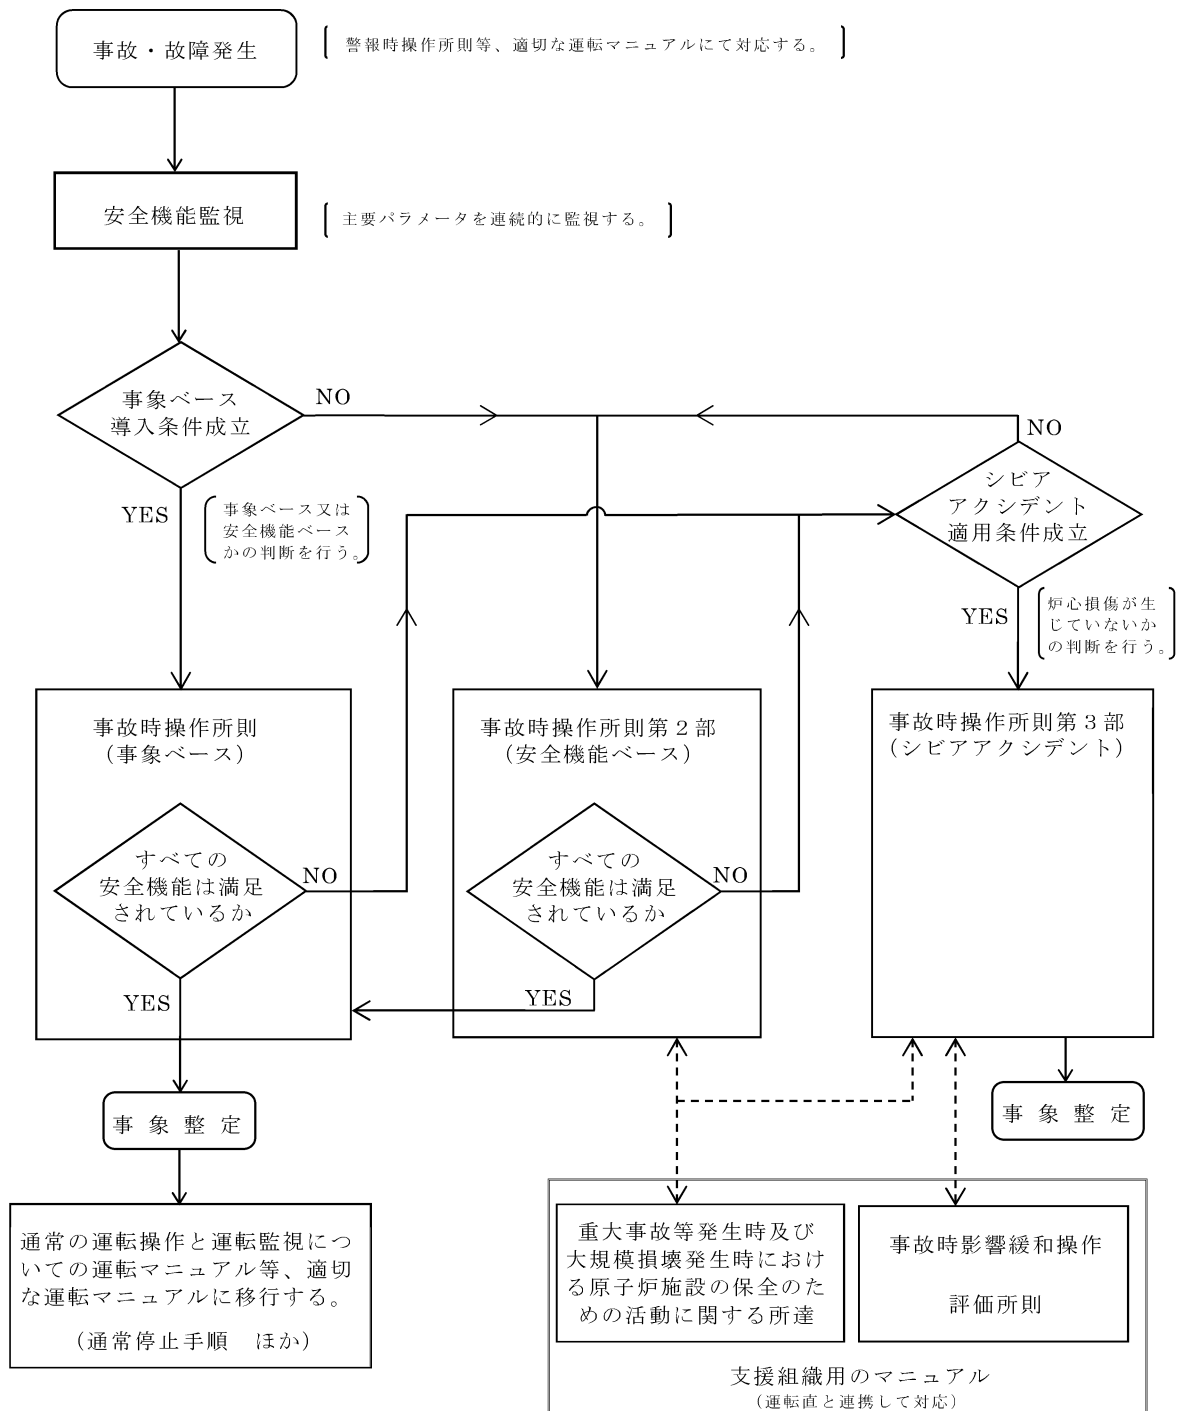 事故・故障発生
警報時操作所則等、適切な運転マニュアルにて対応する。
安全機能監視
主要パラメータを連続的に監視する。
事象ベース
導入条件成立
NO
NO
シビア
アクシデント
適用条件成立
YES
事象ベース又は
安全機能ベース
かの判断を行う。
YES
炉心損傷が生
じていないか
の判断を行う。
事故時操作所則
（事象ベース）
すべての
安全機能は満足
されているか
NO
YES
事故時操作所則第２部
（安全機能ベース）
すべての
安全機能は満足
されているか
NO
YES
事故時操作所則第３部
（シビアアクシデント）
事象整定
事象整定
通常の運転操作と運転監視につ
いての運転マニュアル等、適切
な運転マニュアルに移行する。
（通常停止手順　ほか）
重大事故等発生時及び
大規模損壊発生時におけ
る原子炉施設の保全のた
めの活動に関する所達
事故時影響緩和操作
評価所則
支援組織用のマニュアル
（運転直と連携して対応）